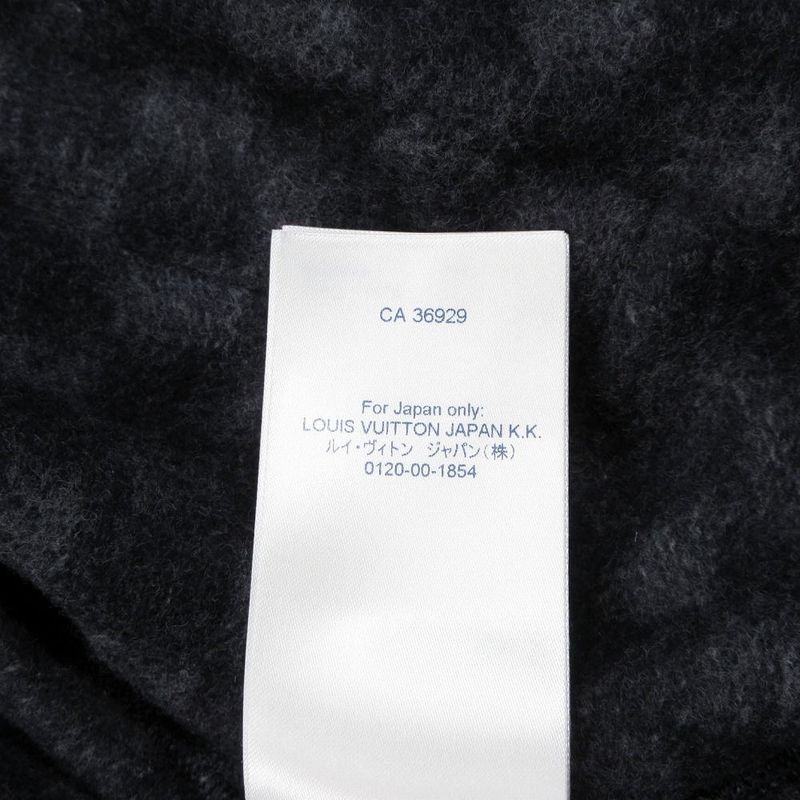 CA 36929
For Japan only:
LOUIS VUITTON JAPAN K.K.
ルイ・ヴィトン ジャパン(株)
0120-00-1854